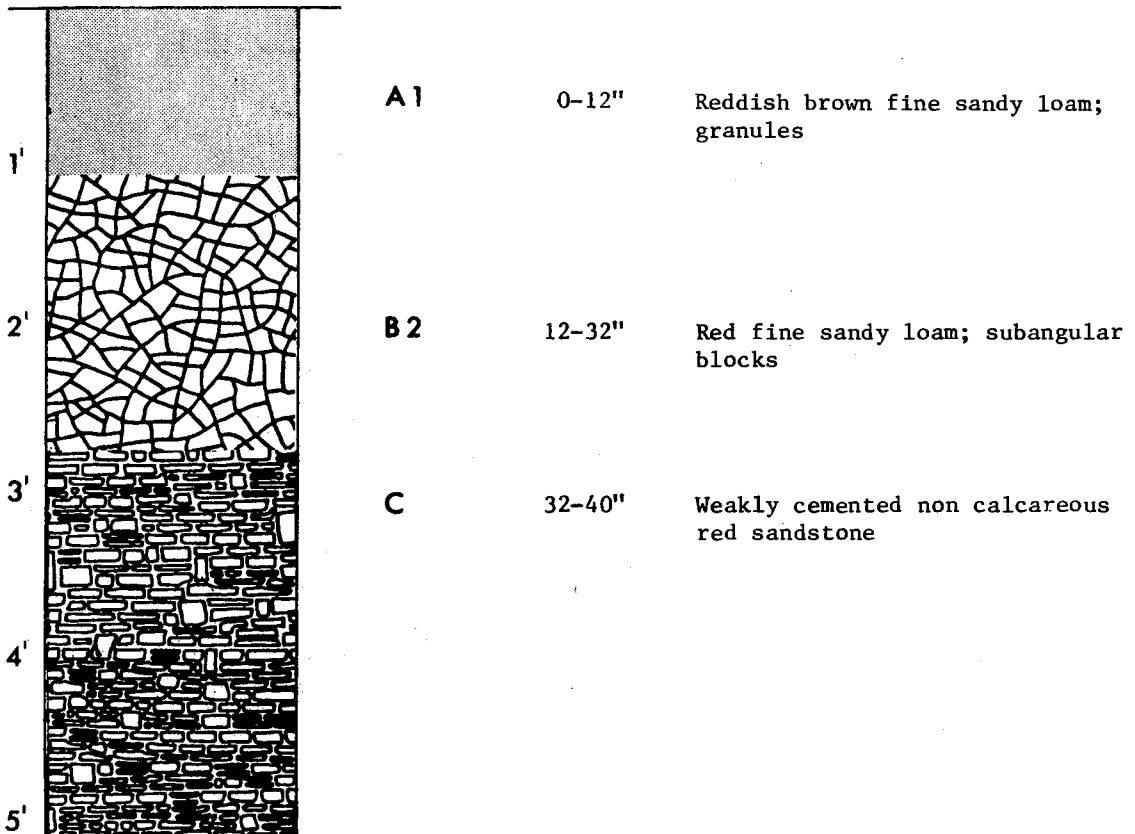 A1 0-12" Reddish brown fine sandy loam;
granules
1'
2' B2 12-32" Red fine sandy loam; subangular
blocks
3' C 32-40" Weakly cemented non calcareous
red sandstone
4'
5'